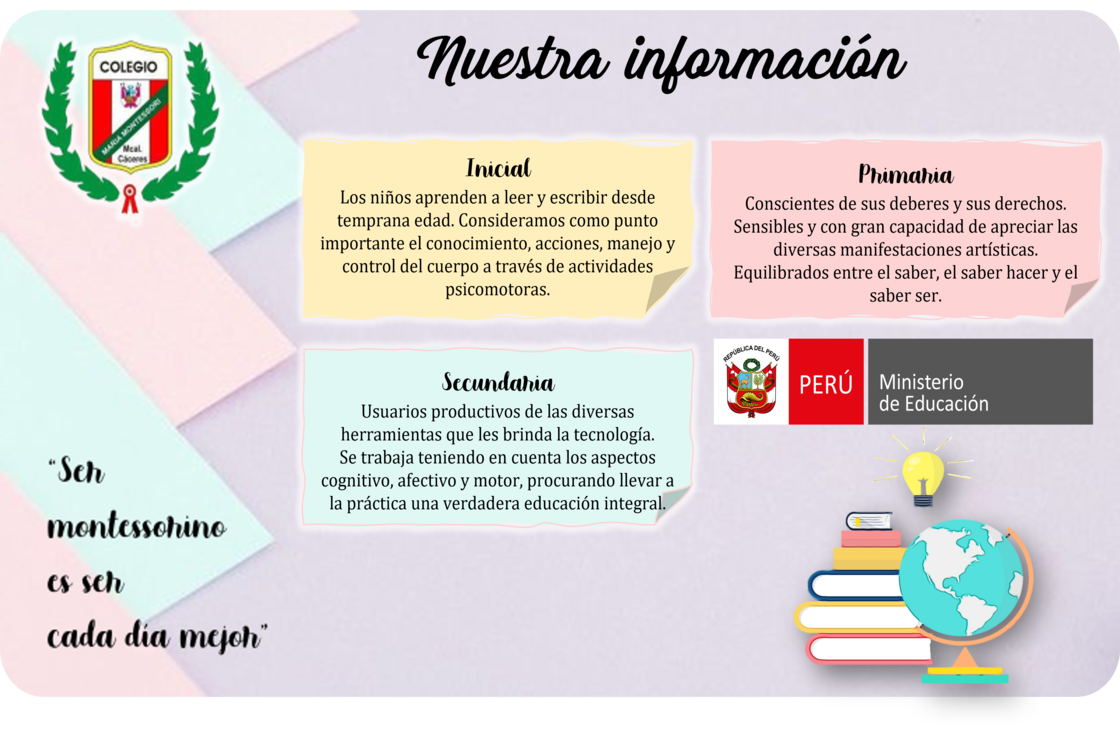 Nuestra información
COLEGIO
MARIA MONTESSORI
Mcal.
Cáceres
Inicial
Los niños aprenden a leer y escribir desde
temprana edad. Consideramos como punto
importante el conocimiento, acciones, manejo y
control del cuerpo a través de actividades
psicomotoras.
Primaria
Conscientes de sus deberes y sus derechos.
Sensibles y con gran capacidad de apreciar las
diversas manifestaciones artísticas.
Equilibrados entre el saber, el saber hacer y el
saber ser.
Secundaria
Usuarios productivos de las diversas
herramientas que les brinda la tecnología.
Se trabaja teniendo en cuenta los aspectos
cognitivo, afectivo y motor, procurando llevar a
la práctica una verdadera educación integral.
REPÚBLICA DEL PERÚ
PERÚ
Ministerio
de Educación
“Ser
montessorino
es ser
cada día mejor”